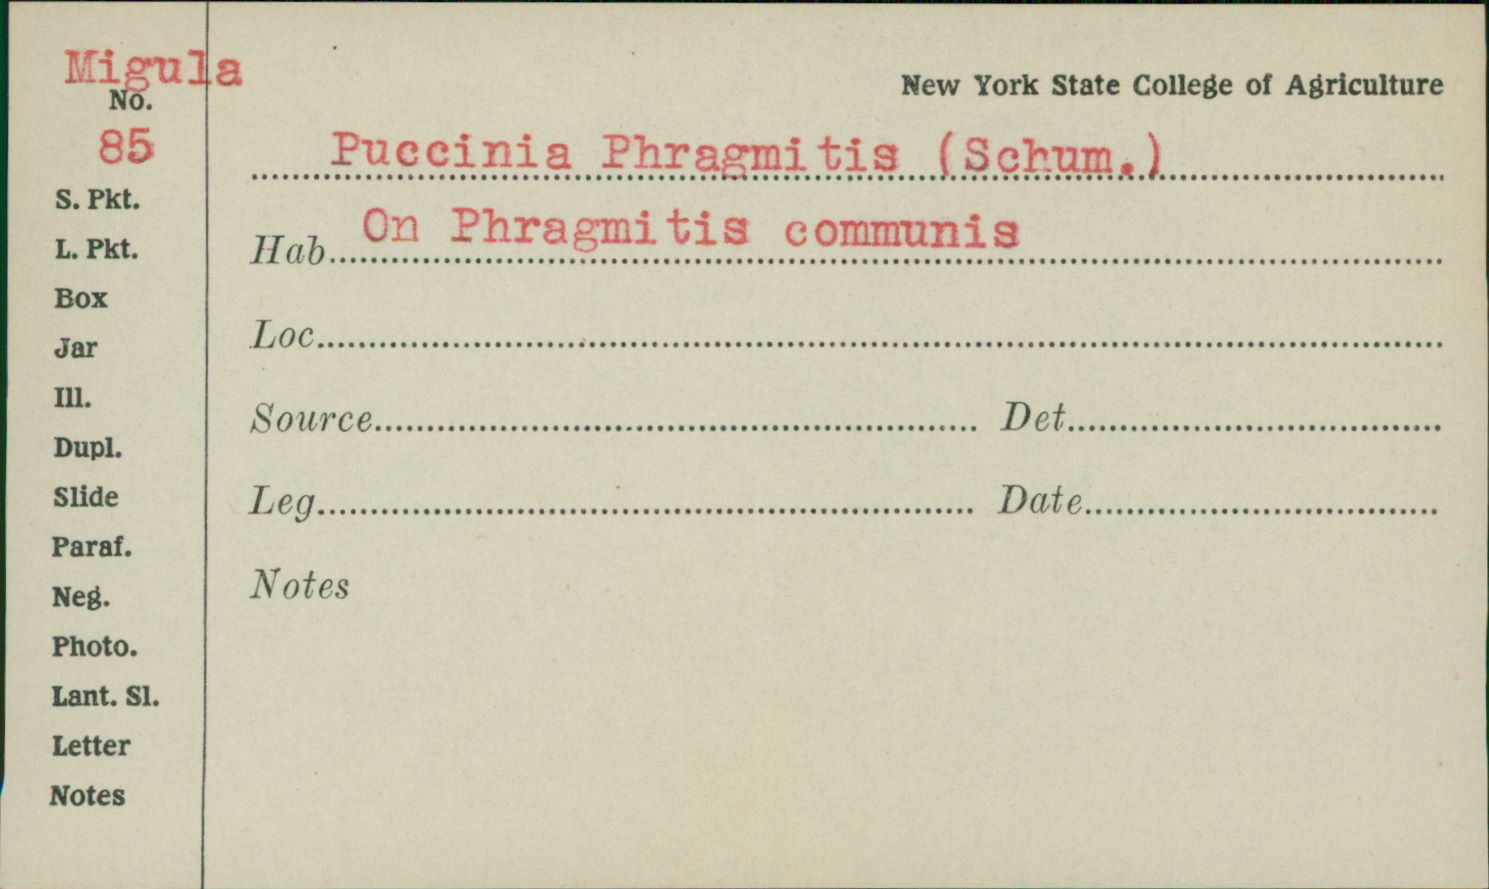 Migula
No.
85
S. Pkt.
L. Pkt.
Box
Jar
Ill.
Dupl.
Slide
Paraf.
Neg.
Photo.
Lant. Sl.
Letter
Notes
New York State College of Agriculture
Puccinia Phragmitis (Schum.)
Hab. On Phragmitis communis
Loc.
Source Det.
Leg. Date
Notes